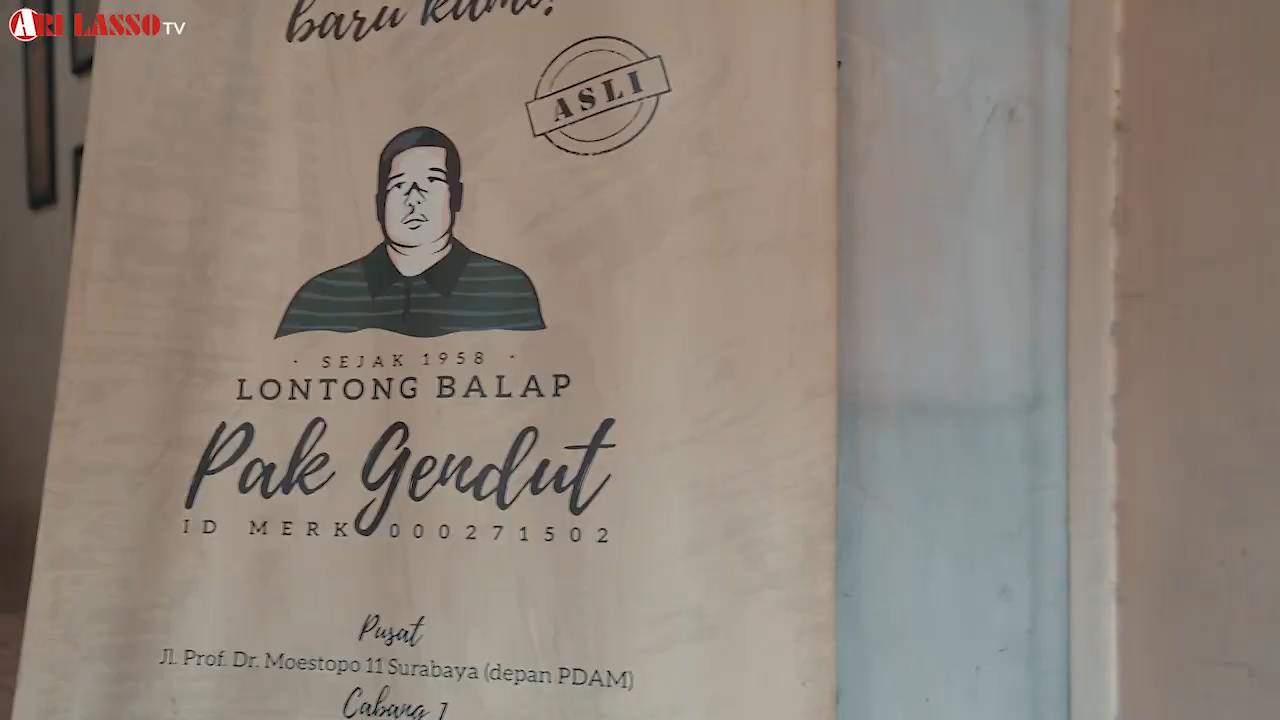 ARI LASSO TV
baru kami!
ASLI
· SEJAK 1958 ·
LONTONG BALAP
Pak Gendut
ID MERK 000271502
Pusat
Jl. Prof. Dr. Moestopo 11 Surabaya (depan PDAM)
Cabang 1